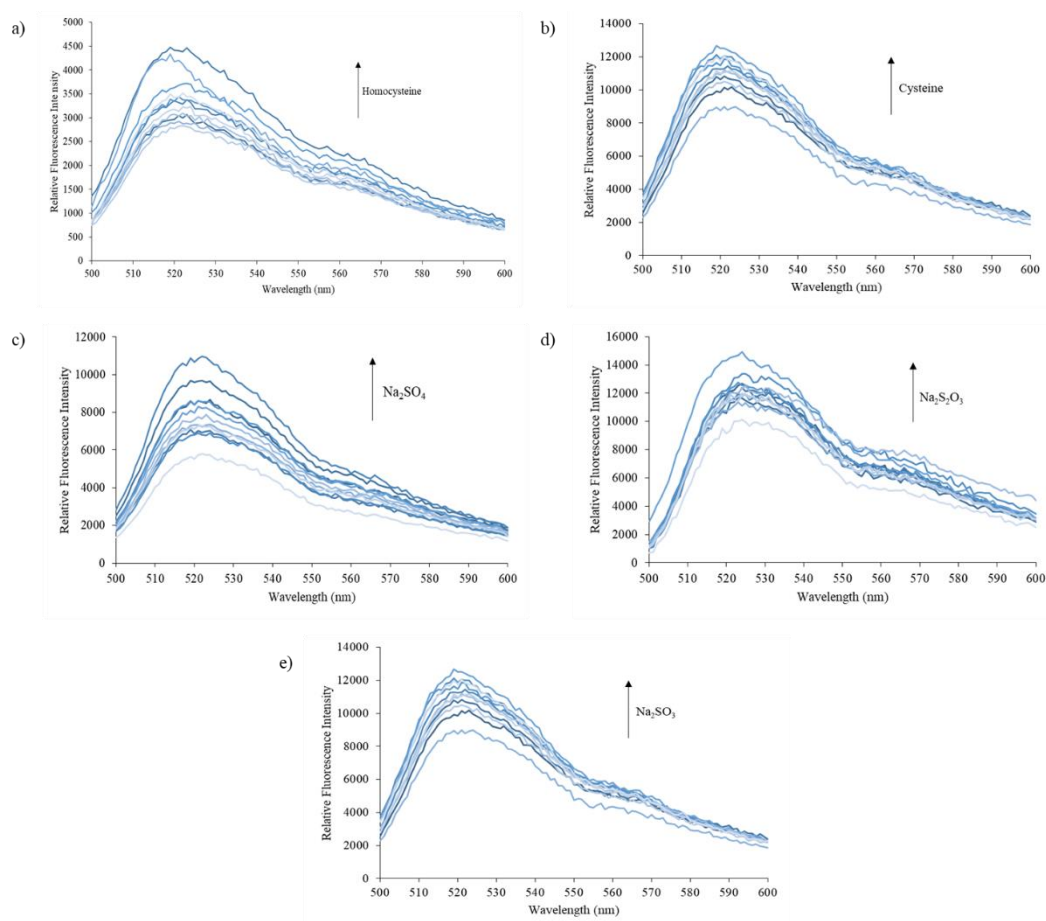 a)
Relative Fluorescence Intensity
5000
4500
4000
3500
3000
2500
2000
1500
1000
500
0
500 510 520 530 540 550 560 570 580 590 600
Wavelength (nm)
Homocysteine
b)
Relative Fluorescence Intensity
14000
12000
10000
8000
6000
4000
2000
0
500 510 520 530 540 550 560 570 580 590 600
Wavelength (nm)
Cysteine
c)
Relative Fluorescence Intensity
12000
10000
8000
6000
4000
2000
0
500 510 520 530 540 550 560 570 580 590 600
Wavelength (nm)
Na₂SO₄
d)
Relative Fluorescence Intensity
16000
14000
12000
10000
8000
6000
4000
2000
0
500 510 520 530 540 550 560 570 580 590 600
Wavelength (nm)
Na₂S₂O₃
e)
Relative Fluorescence Intensity
14000
12000
10000
8000
6000
4000
2000
0
500 510 520 530 540 550 560 570 580 590 600
Wavelength (nm)
Na₂SO₃